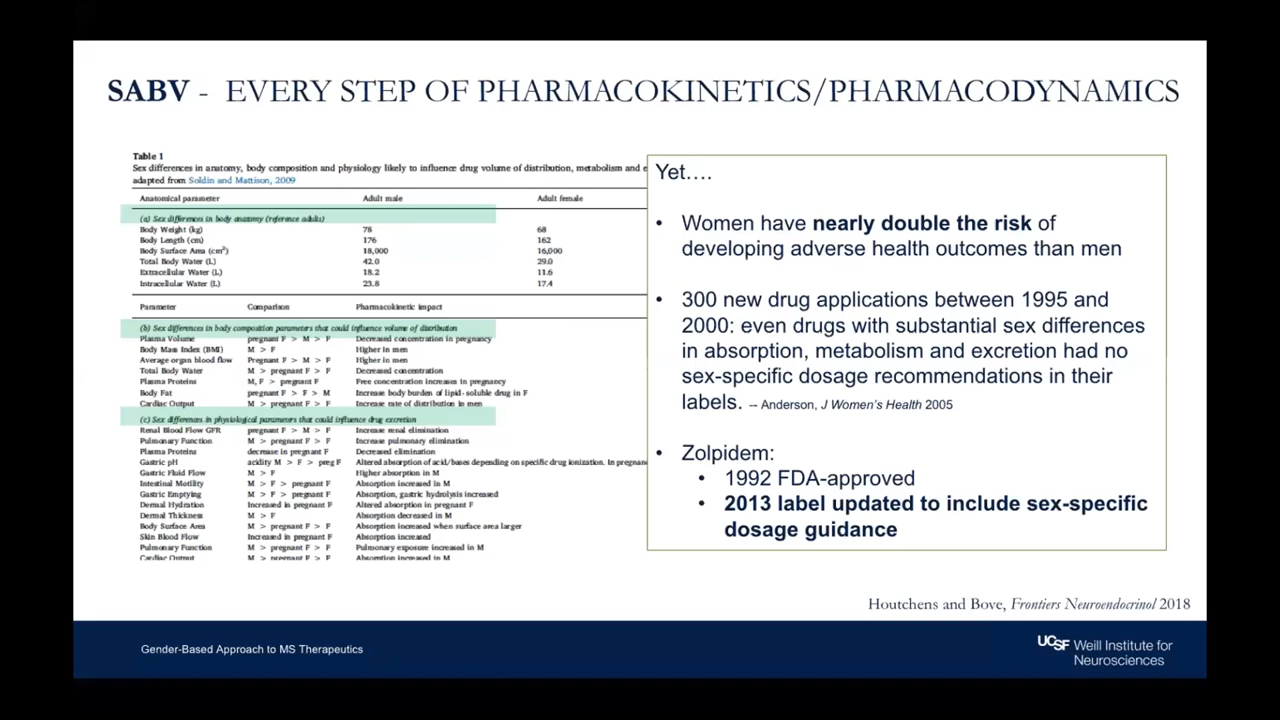 SABV - EVERY STEP OF PHARMACOKINETICS/PHARMACODYNAMICS
Table 1
Sex differences in anatomy, body composition and physiology likely to influence drug volume of distribution, metabolism and e
adapted from Soldin and Mattison, 2009
Anatomical parameter Adult male Adult female
(a) Sex differences in body anatomy (reference adults)
Body Weight (kg) 78 68
Body Length (cm) 176 162
Body Surface Area (cm²) 18,000 16,000
Total Body Water (L) 42.0 29.0
Extracellular Water (L) 18.2 11.6
Intracellular Water (L) 23.8 17.4
Parameter Comparison Pharmacokinetic impact
(b) Sex differences in body composition parameters that could influence volume of distribution
Plasma Volume pregnant F > M > F Decreased concentration in pregnancy
Body Mass Index (BMI) M > F Higher in men
Average organ blood flow Pregnant F > M > F Higher in men
Total Body Water M > pregnant F > F Decreased concentration
Plasma Proteins M, F > pregnant F Free concentration increases in pregnancy
Body Fat pregnant F > F > M Increase body burden of lipid-soluble drug in F
Cardiac Output M > pregnant F > F Increase rate of distribution in men
(c) Sex differences in physiological parameters that could influence drug excretion
Renal Blood Flow GFR pregnant F > M > F Increase renal elimination
Pulmonary Function M > pregnant F > F Increase pulmonary elimination
Plasma Proteins decrease in pregnant F Decreased elimination
Gastric pH acidity M > F > preg F Altered absorption of acid/bases depending on specific drug ionization. In pregnan
Gastric Fluid Flow M > F Higher absorption in M
Intestinal Motility M > F > pregnant F Absorption increased in M
Gastric Emptying M > F > pregnant F Absorption, gastric hydrolysis increased
Dermal Hydration Increased in pregnant F Altered absorption in pregnant F
Dermal Thickness M > F Absorption decreased in M
Body Surface Area M > pregnant F > F Absorption increased when surface area larger
Skin Blood Flow Increased in pregnant F Absorption increased
Pulmonary Function M > pregnant F > F Pulmonary exposure increased in M
Cardiac Output M > pregnant F > F Absorption increased in M
Yet....
• Women have nearly double the risk of
developing adverse health outcomes than men
• 300 new drug applications between 1995 and
2000: even drugs with substantial sex differences
in absorption, metabolism and excretion had no
sex-specific dosage recommendations in their
labels. -- Anderson, J Women's Health 2005
• Zolpidem:
• 1992 FDA-approved
• 2013 label updated to include sex-specific
dosage guidance
Houtchens and Bove, Frontiers Neuroendocrinol 2018
Gender-Based Approach to MS Therapeutics
UCSF Weill Institute for
Neurosciences